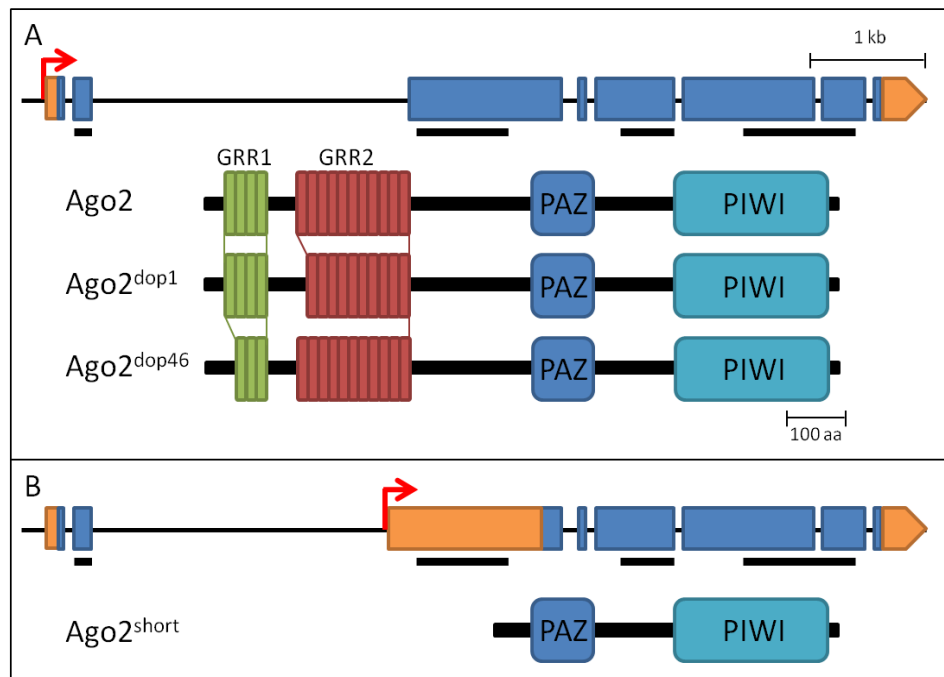 A
1 kb
GRR1 GRR2
Ago2 PAZ PIWI
Ago2dop1 PAZ PIWI
Ago2dop46 PAZ PIWI
100 aa
B
Ago2short PAZ PIWI